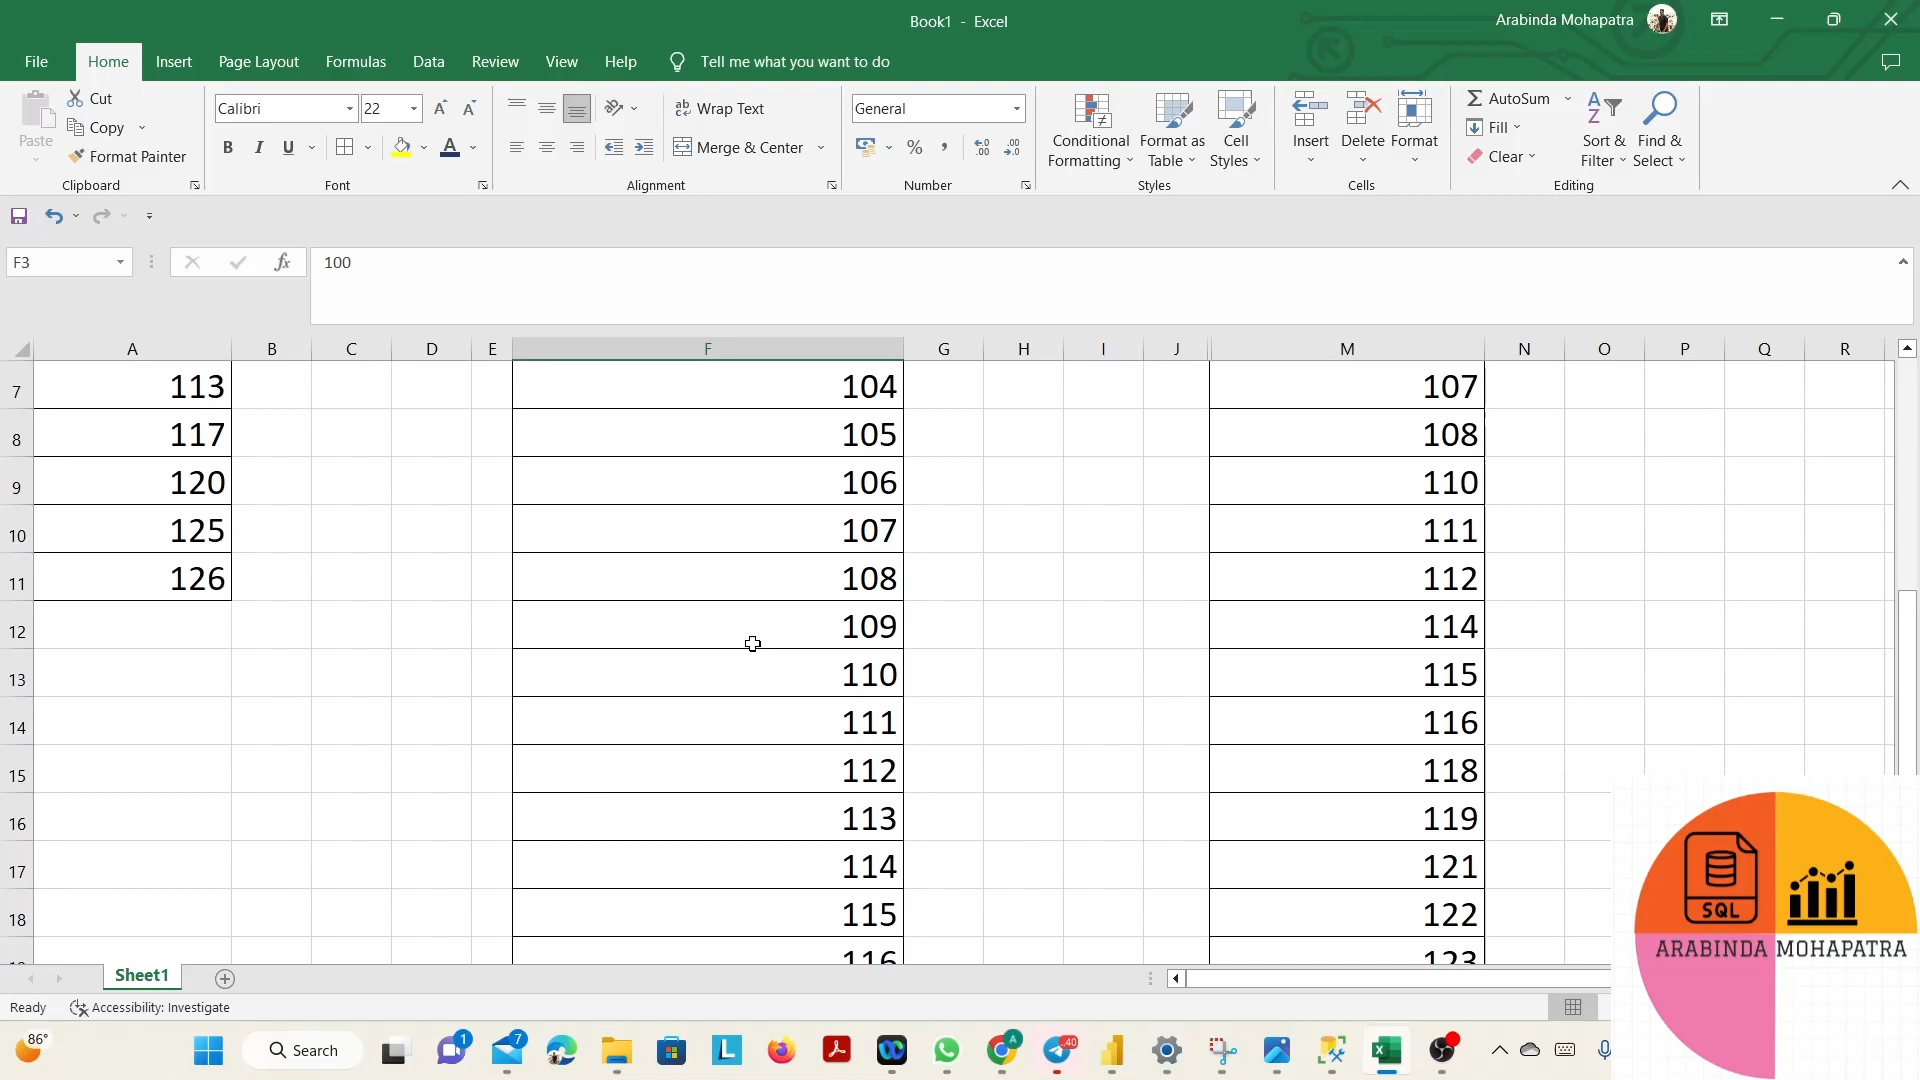 Book1 - Excel
Arabinda Mohapatra
File Home Insert Page Layout Formulas Data Review View Help Tell me what you want to do
Paste
Cut
Copy
Format Painter
Clipboard
Calibri 22
B I U
A
Font
Wrap Text
Merge & Center
Alignment
General
% ,
Number
Conditional Formatting
Format as Table
Cell Styles
Styles
Insert Delete Format
Cells
AutoSum
Fill
Clear
Sort & Filter
Find & Select
Editing
F3 fx 100
A B C D E F G H I J M N O P Q R
7 113 104 107
8 117 105 108
9 120 106 110
10 125 107 111
11 126 108 112
12 109 114
13 110 115
14 111 116
15 112 118
16 113 119
17 114 121
18 115 122
116 123
SQL
ARABINDA MOHAPATRA
Sheet1
Ready Accessibility: Investigate
86° Search 1 7 A 40